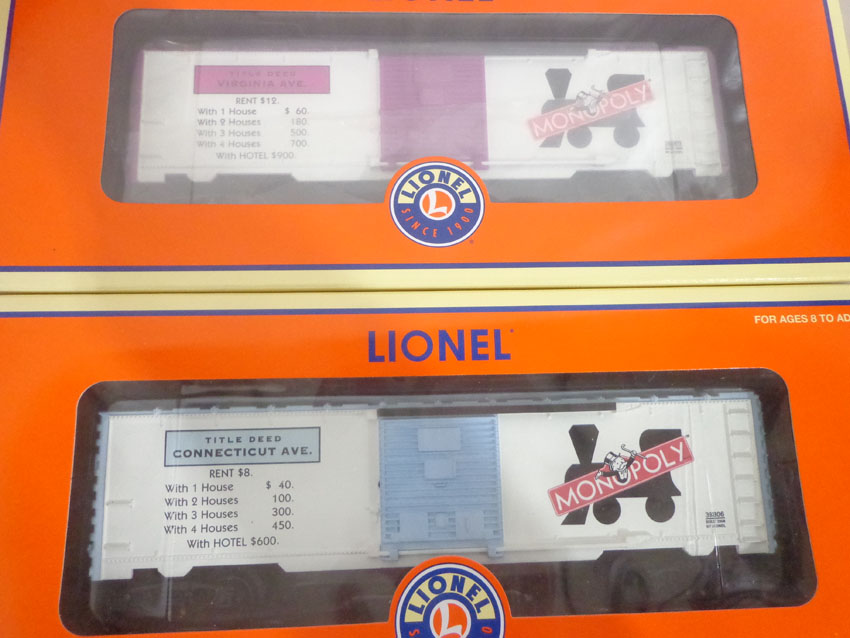 LIONEL
TITLE DEED
VIRGINIA AVE.
RENT $12.
With 1 House $ 60.
With 2 Houses 180.
With 3 Houses 500.
With 4 Houses 700.
With HOTEL $900.
MONOPOLY
LIONEL
L
SINCE 1900
LIONEL
FOR AGES 8 TO AD
TITLE DEED
CONNECTICUT AVE.
RENT $8.
With 1 House $ 40.
With 2 Houses 100.
With 3 Houses 300.
With 4 Houses 450.
With HOTEL $600.
MONOPOLY
LIONEL
L
S
0